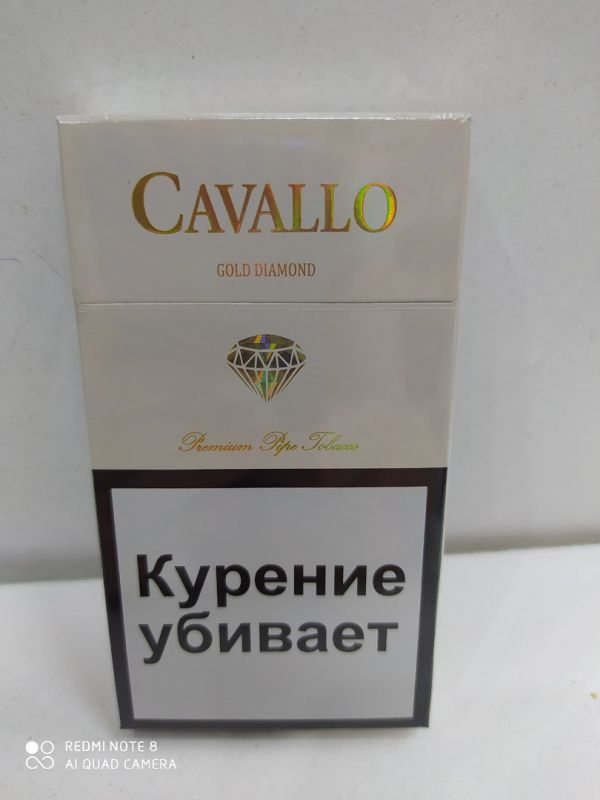 CAVALLO
GOLD DIAMOND
Premium Pipe Tobacco
Курение
убивает
REDMI NOTE 8
AI QUAD CAMERA